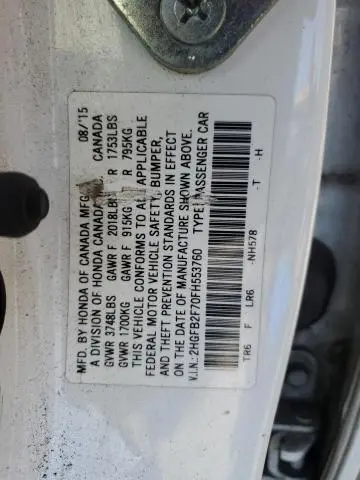 MFD. BY HONDA OF CANADA MFG. 08/15
A DIVISION OF HONDA CANADA INC. CANADA
GVWR 3748LBS GAWR F 2018LBS R 1753LBS
GVWR 1700KG GAWR F 915KG R 795KG
THIS VEHICLE CONFORMS TO ALL APPLICABLE
FEDERAL MOTOR VEHICLE SAFETY, BUMPER,
AND THEFT PREVENTION STANDARDS IN EFFECT
ON THE DATE OF MANUFACTURE SHOWN ABOVE.
V.I.N.: 2HGFB2F70FH553760 TYPE: PASSENGER CAR
NH578
TR6 F LR6 -T -H